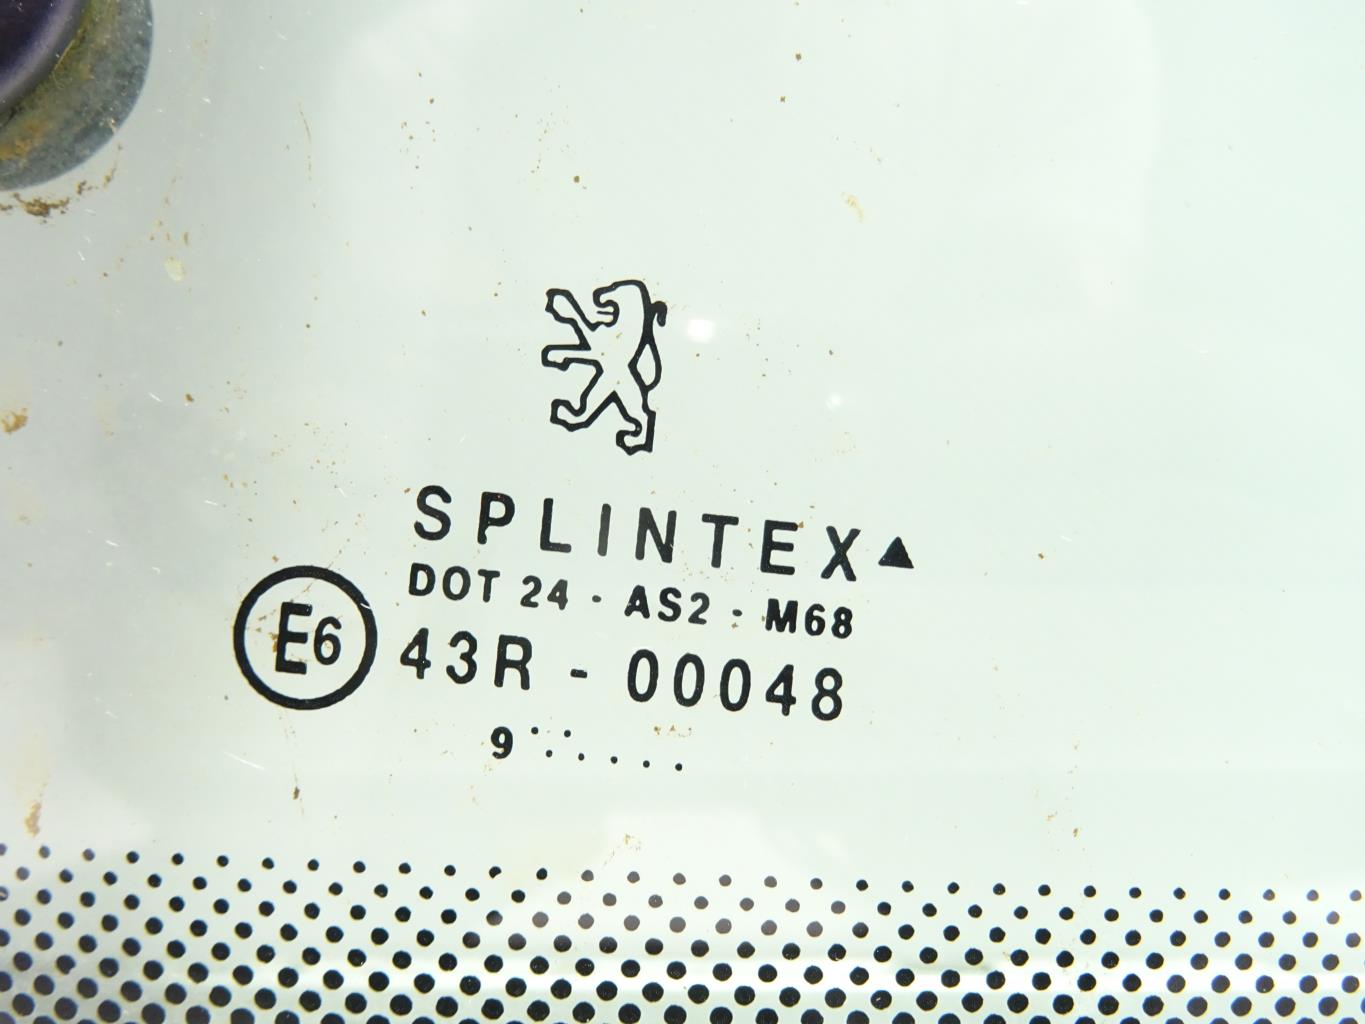 SPLINTEX▲
DOT 24 · AS2 · M68
E6
43R - 00048
9 ·.·.....